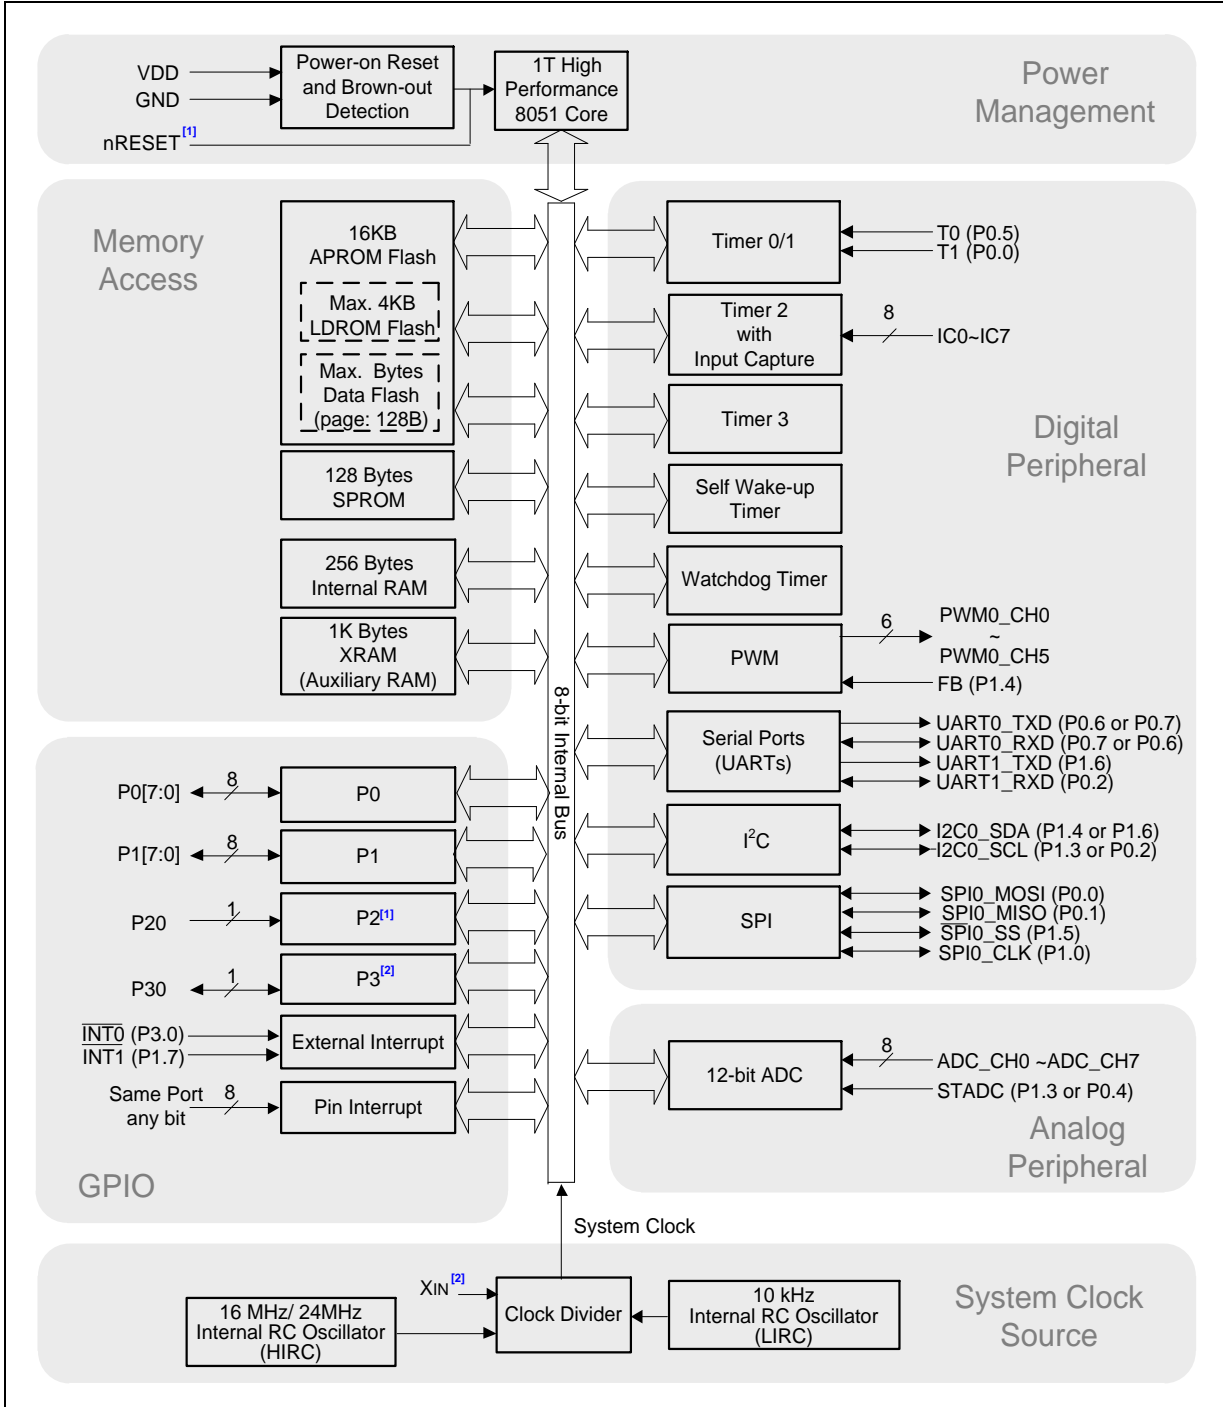 Power
Management
VDD
GND
nRESET[1]
Power-on Reset
and Brown-out
Detection
1T High
Performance
8051 Core
Memory
Access
16KB
APROM Flash
Max. 4KB
LDROM Flash
Max. Bytes
Data Flash
(page: 128B)
128 Bytes
SPROM
256 Bytes
Internal RAM
1K Bytes
XRAM
(Auxiliary RAM)
8-bit Internal Bus
Digital
Peripheral
Timer 0/1
T0 (P0.5)
T1 (P0.0)
Timer 2
with
Input Capture
8
IC0~IC7
Timer 3
Self Wake-up
Timer
Watchdog Timer
PWM
6
PWM0_CH0
~
PWM0_CH5
FB (P1.4)
Serial Ports
(UARTs)
UART0_TXD (P0.6 or P0.7)
UART0_RXD (P0.7 or P0.6)
UART1_TXD (P1.6)
UART1_RXD (P0.2)
I2C
I2C0_SDA (P1.4 or P1.6)
I2C0_SCL (P1.3 or P0.2)
SPI
SPI0_MOSI (P0.0)
SPI0_MISO (P0.1)
SPI0_SS (P1.5)
SPI0_CLK (P1.0)
GPIO
P0[7:0]
8
P0
P1[7:0]
8
P1
P20
1
P2[1]
P30
1
P3[2]
INT0 (P3.0)
INT1 (P1.7)
External Interrupt
Same Port
any bit
8
Pin Interrupt
12-bit ADC
8
ADC_CH0 ~ADC_CH7
STADC (P1.3 or P0.4)
Analog
Peripheral
System Clock
System Clock
Source
XIN[2]
16 MHz/ 24MHz
Internal RC Oscillator
(HIRC)
Clock Divider
10 kHz
Internal RC Oscillator
(LIRC)